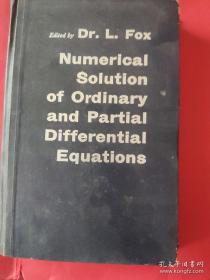 Edited by Dr. L. Fox
Numerical
Solution
of Ordinary
and Partial
Differential
Equations